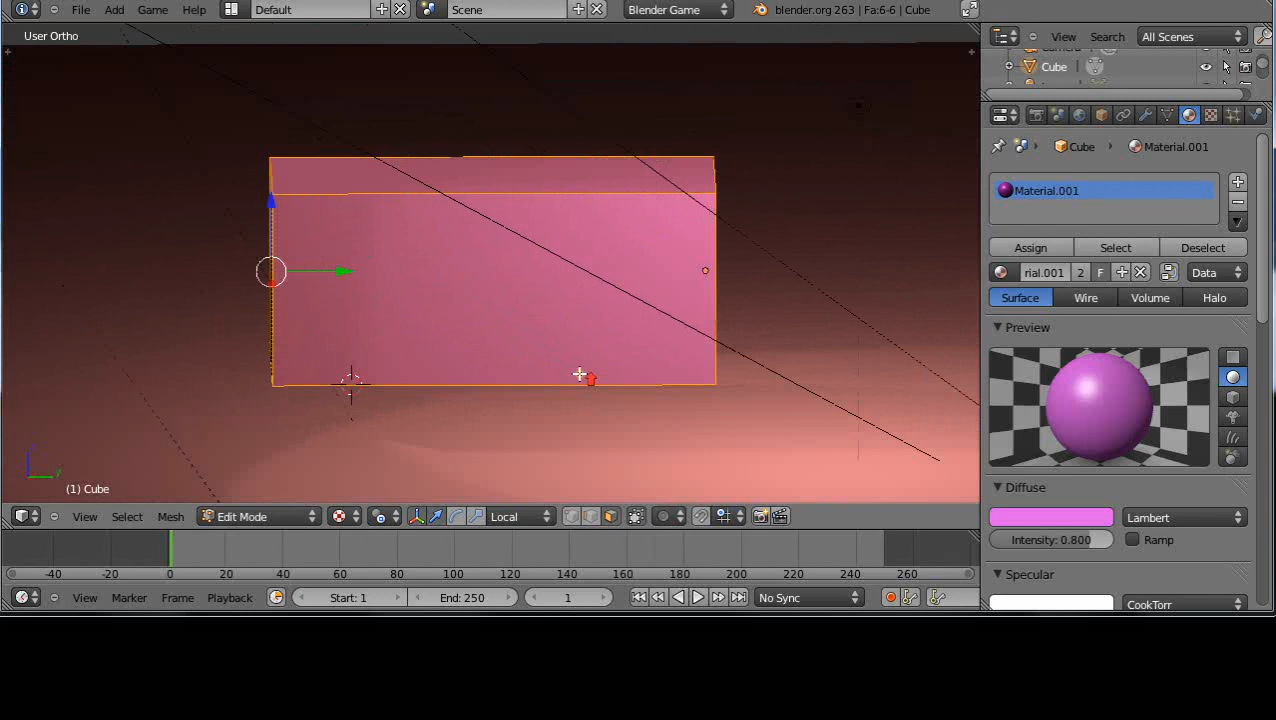 File Add Game Help Default Scene Blender Game blender.org 263 | Fa:6-6 | Cube
User Ortho
View Search All Scenes
Cube
Cube Material.001
Material.001
Assign Select Deselect
rial.001 2 F Data
Surface Wire Volume Halo
Preview
Diffuse
Lambert
Intensity: 0.800 Ramp
Specular
CookTorr
(1) Cube
View Select Mesh Edit Mode Local
-40 -20 0 20 40 60 80 100 120 140 160 180 200 220 240 260
View Marker Frame Playback Start: 1 End: 250 1 No Sync